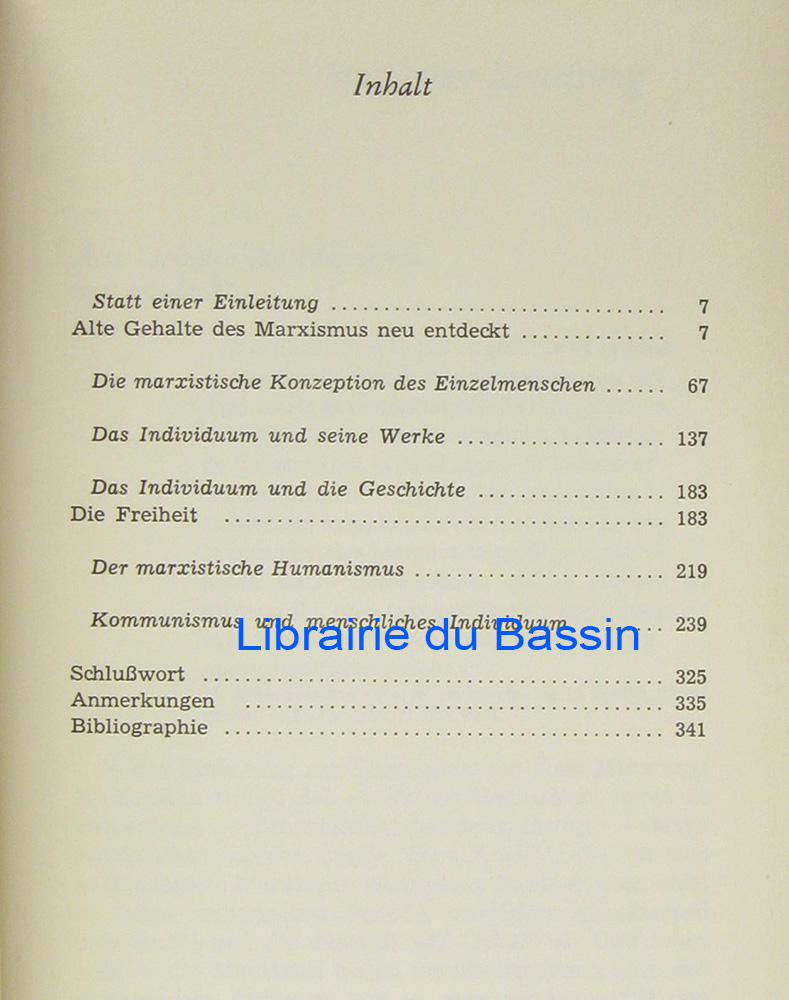 Inhalt
Statt einer Einleitung ................................ 7
Alte Gehalte des Marxismus neu entdeckt .............. 7
Die marxistische Konzeption des Einzelmenschen ...... 67
Das Individuum und seine Werke .................... 137
Das Individuum und die Geschichte .................. 183
Die Freiheit .......................................... 183
Der marxistische Humanismus ........................ 219
Kommunismus und menschliches Individuum ......... 239
Librairie du Bassin
Schlußwort ............................................ 325
Anmerkungen ........................................ 335
Bibliographie .......................................... 341